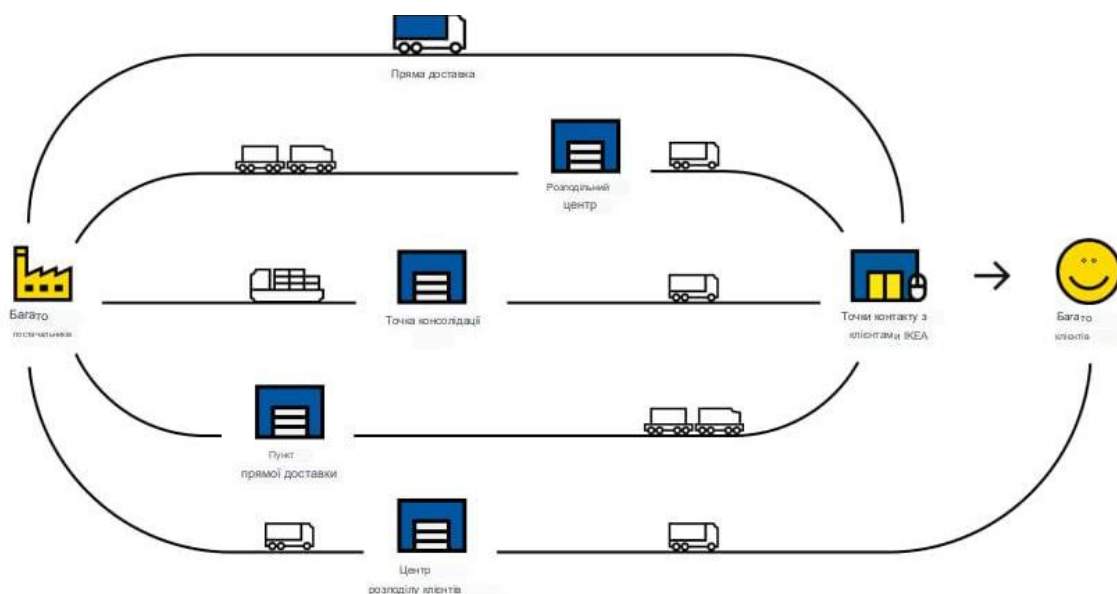 Пряма доставка
Розподільний
центр
Багато
постачальників
Точка консолідації
Точки контакту з
клієнтами IKEA
Багато
клієнтів
Пункт
прямої доставки
Центр
розподілу клієнтів